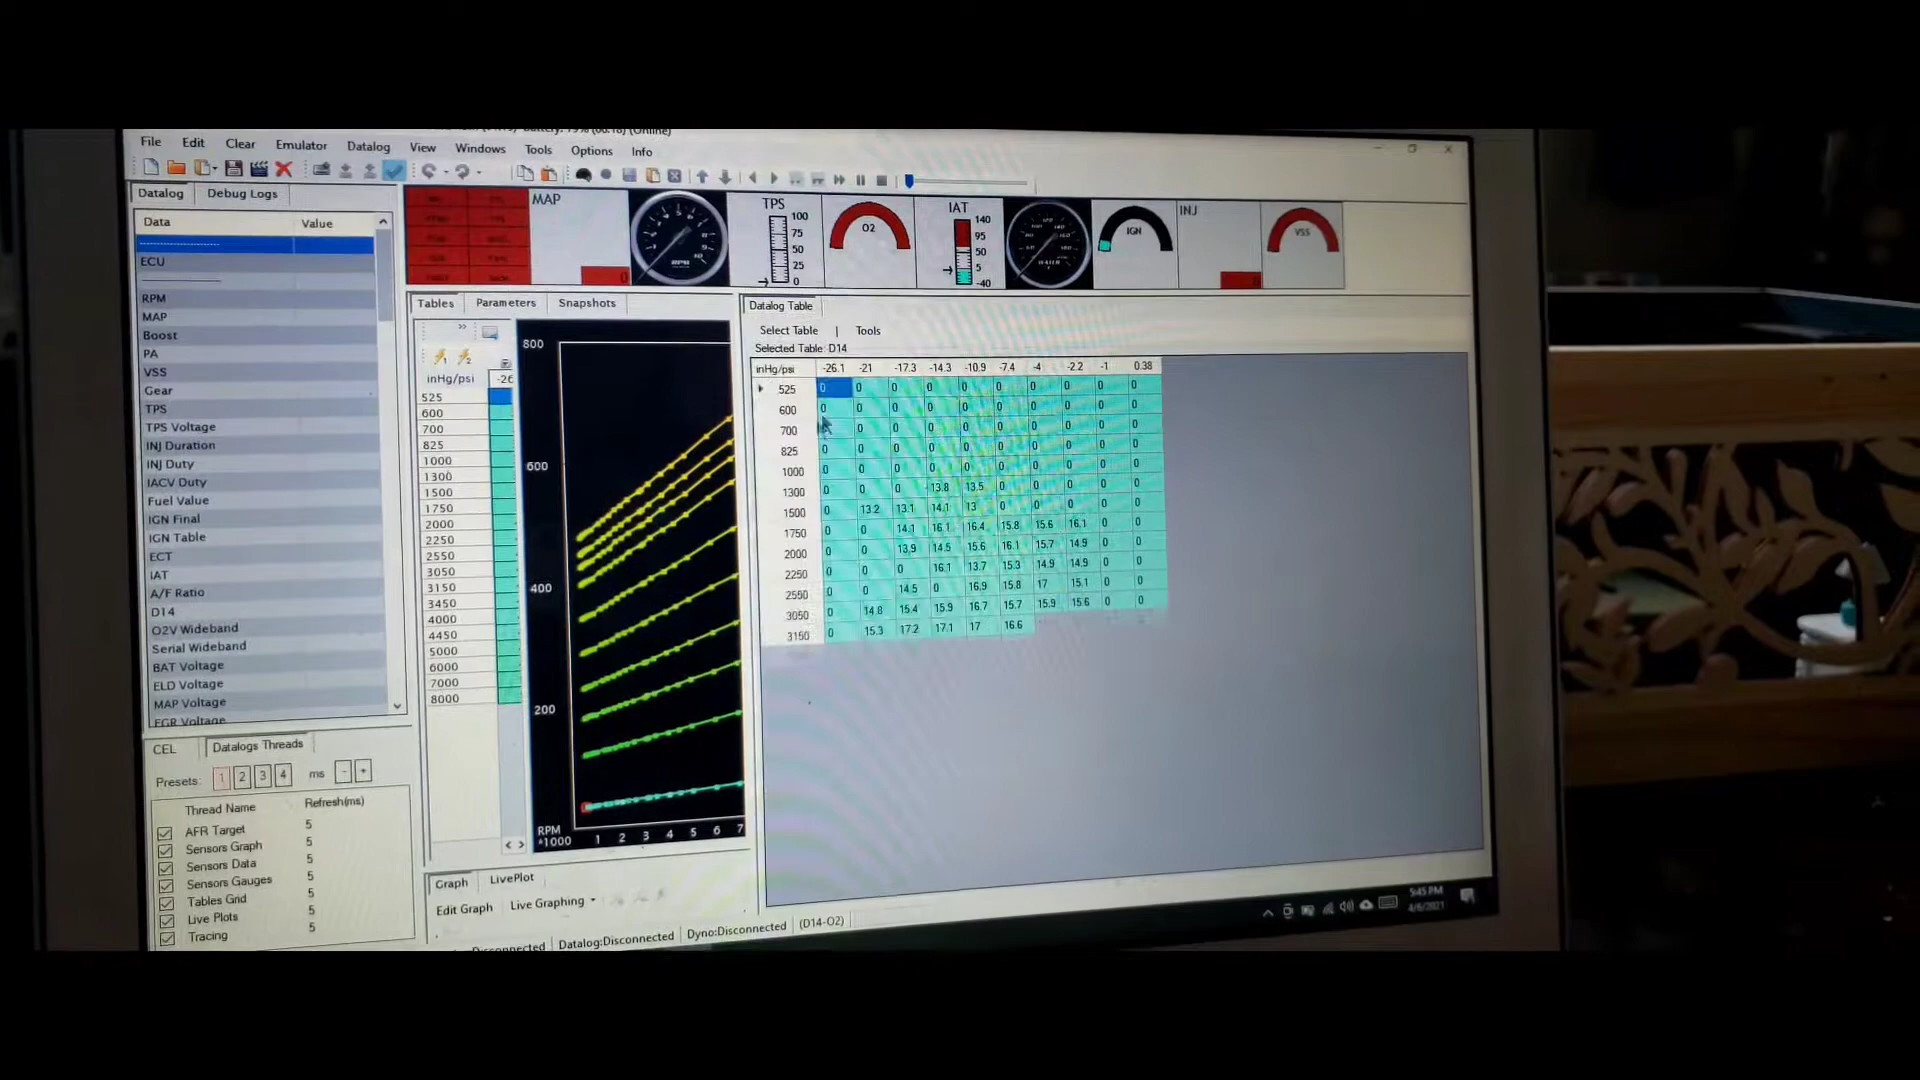 (Online)
File Edit Clear Emulator Datalog View Windows Tools Options Info
Datalog Debug Logs
Data Value
ECU
RPM
MAP
Boost
PA
VSS
Gear
TPS
TPS Voltage
INJ Duration
INJ Duty
IACV Duty
Fuel Value
IGN Final
IGN Table
ECT
IAT
A/F Ratio
D14
O2V Wideband
Serial Wideband
BAT Voltage
ELD Voltage
MAP Voltage
EGR Voltage
CEL Datalogs Threads
Presets: 1 2 3 4 ms - +
Thread Name Refresh(ms)
AFR Target 5
Sensors Graph 5
Sensors Data 5
Sensors Gauges 5
Tables Grid 5
Live Plots 5
Tracing 5
MAP
0
RPM
TPS
100
75
50
25
0
O2
IAT
140
95
50
5
-40
WATER
IGN
INJ
VSS
Tables Parameters Snapshots
inHg/psi -26
525
600
700
825
1000
1300
1500
1750
2000
2250
2550
3050
3150
3450
4000
4450
5000
6000
7000
8000
800
600
400
200
RPM
*1000 1 2 3 4 5 6 7
Graph LivePlot
Edit Graph Live Graphing
Datalog Table
Select Table | Tools
Selected Table: D14
inHg/psi -26.1 -21 -17.3 -14.3 -10.9 -7.4 -4 -2.2 -1 0.38
525 0 0 0 0 0 0 0 0 0 0
600 0 0 0 0 0 0 0 0 0 0
700 0 0 0 0 0 0 0 0 0
825 0 0 0 0 0 0 0 0 0 0
1000 0 0 0 0 0 0 0 0 0 0
1300 0 0 0 13.8 13.5 0 0 0 0 0
1500 0 13.2 13.1 14.1 13 0 0 0 0 0
1750 0 0 14.1 16.1 16.4 15.8 15.6 16.1 0 0
2000 0 0 13.9 14.5 15.6 16.1 15.7 14.9 0 0
2250 0 0 0 16.1 13.7 15.3 14.9 14.9 0 0
2550 0 0 14.5 0 16.9 15.8 17 15.1 0 0
3050 0 14.8 15.4 15.9 16.7 15.7 15.9 15.6 0 0
3150 0 15.3 17.2 17.1 17 16.6
Disconnected Datalog:Disconnected Dyno:Disconnected (D14-O2)
5:45 PM
4/6/2021